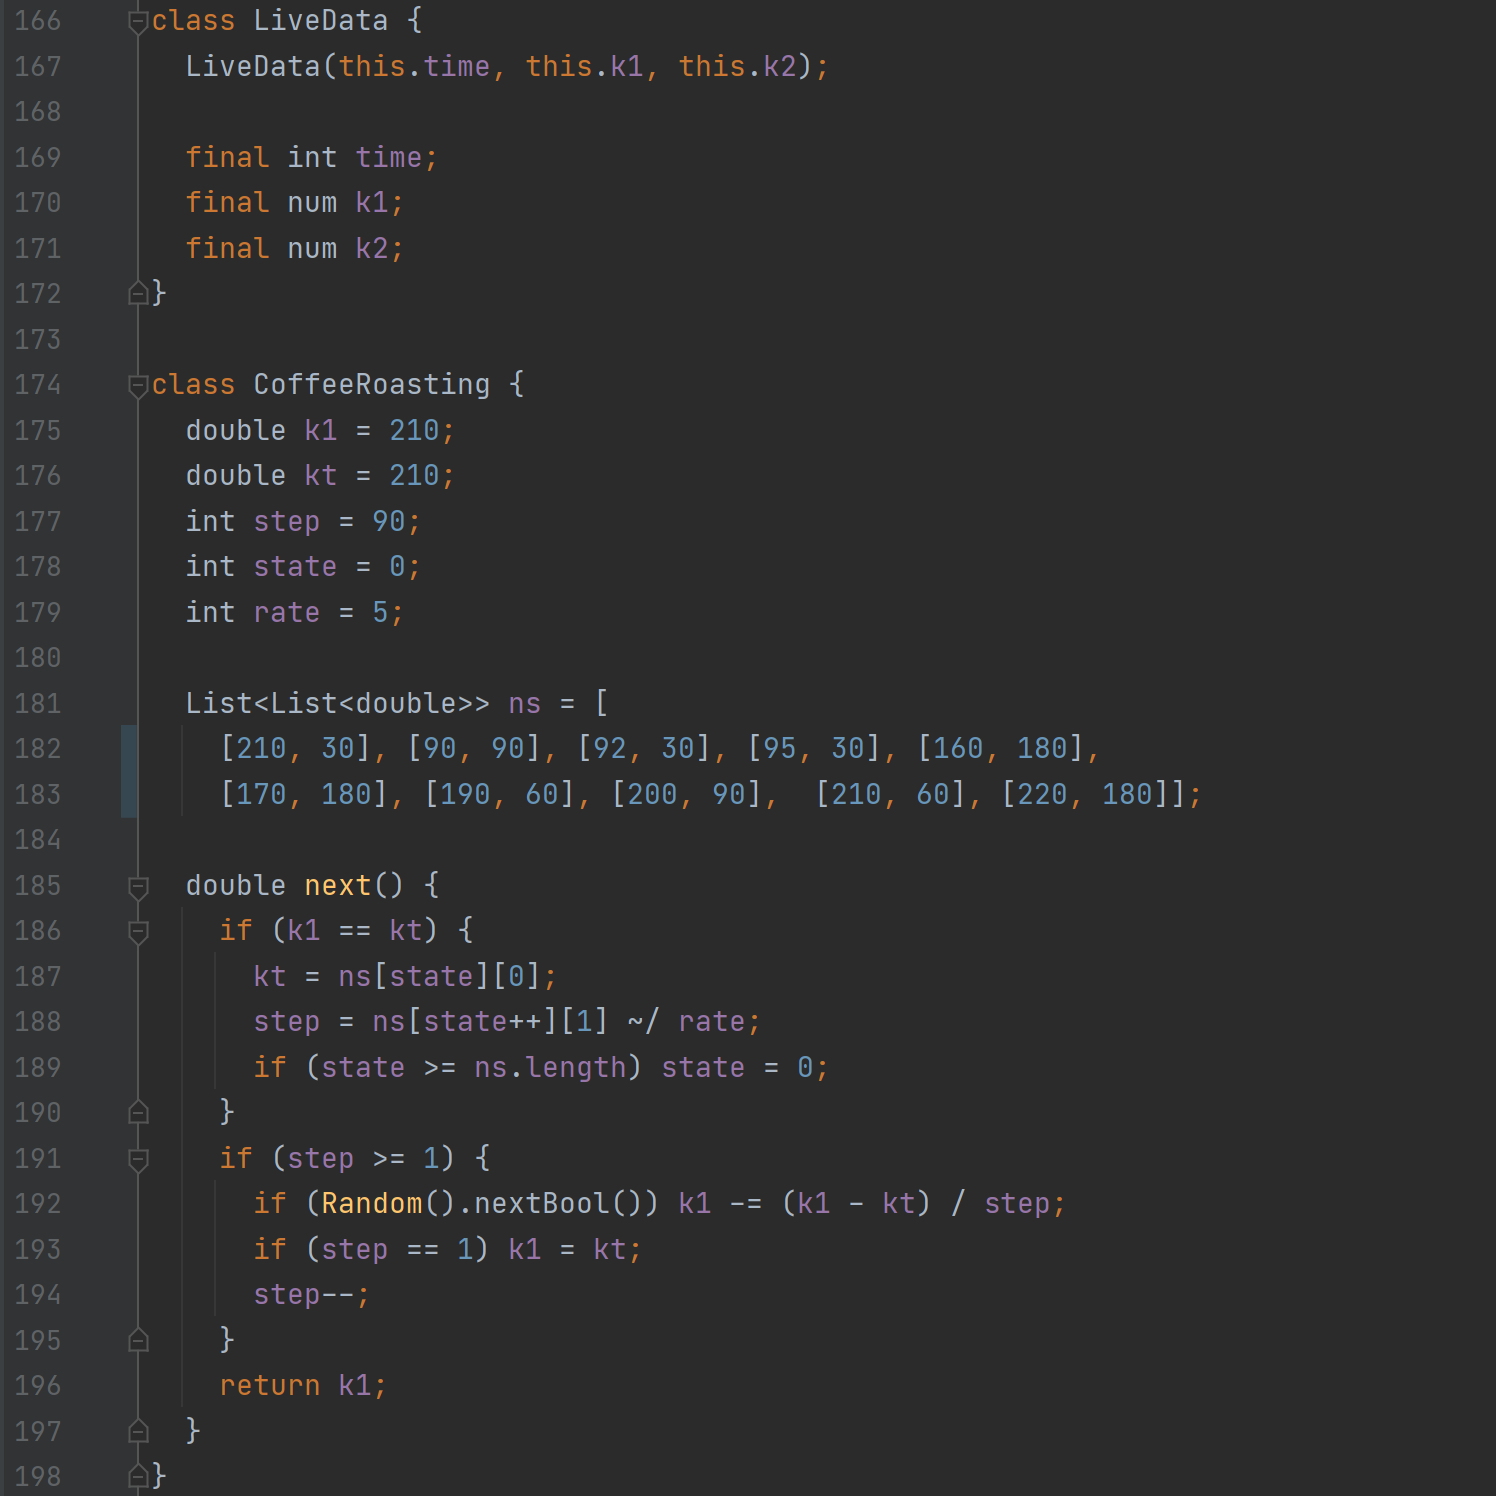 166 class LiveData {
167   LiveData(this.time, this.k1, this.k2);
168
169   final int time;
170   final num k1;
171   final num k2;
172 }
173
174 class CoffeeRoasting {
175   double k1 = 210;
176   double kt = 210;
177   int step = 90;
178   int state = 0;
179   int rate = 5;
180
181   List<List<double>> ns = [
182     [210, 30], [90, 90], [92, 30], [95, 30], [160, 180],
183     [170, 180], [190, 60], [200, 90],  [210, 60], [220, 180]];
184
185   double next() {
186     if (k1 == kt) {
187       kt = ns[state][0];
188       step = ns[state++][1] ~/ rate;
189       if (state >= ns.length) state = 0;
190     }
191     if (step >= 1) {
192       if (Random().nextBool()) k1 -= (k1 - kt) / step;
193       if (step == 1) k1 = kt;
194       step--;
195     }
196     return k1;
197   }
198 }